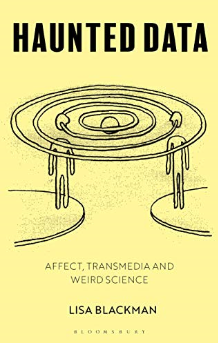 HAUNTED DATA
AFFECT, TRANSMEDIA AND
WEIRD SCIENCE
LISA BLACKMAN
BLOOMSBURY